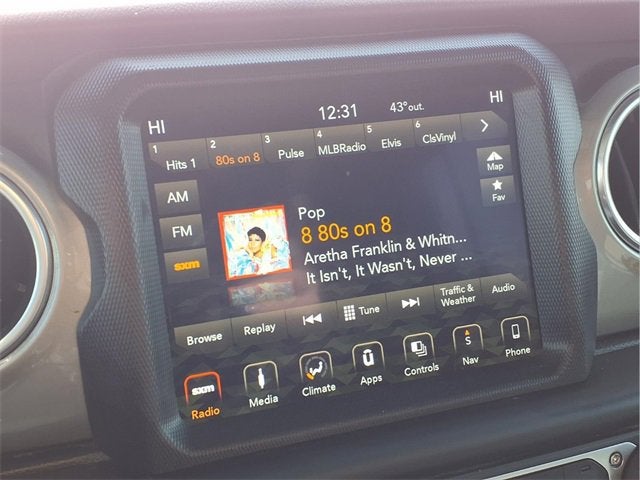 HI 12:31 43° out. HI
1 Hits 1 2 80s on 8 3 Pulse 4 MLBRadio 5 Elvis 6 ClsVinyl
AM
FM
sxm
Pop
8 80s on 8
Aretha Franklin & Whitn...
It Isn't, It Wasn't, Never ...
Map
Fav
Browse Replay Tune Traffic & Weather Audio
sxm
Radio Media Climate Apps Controls S Nav Phone